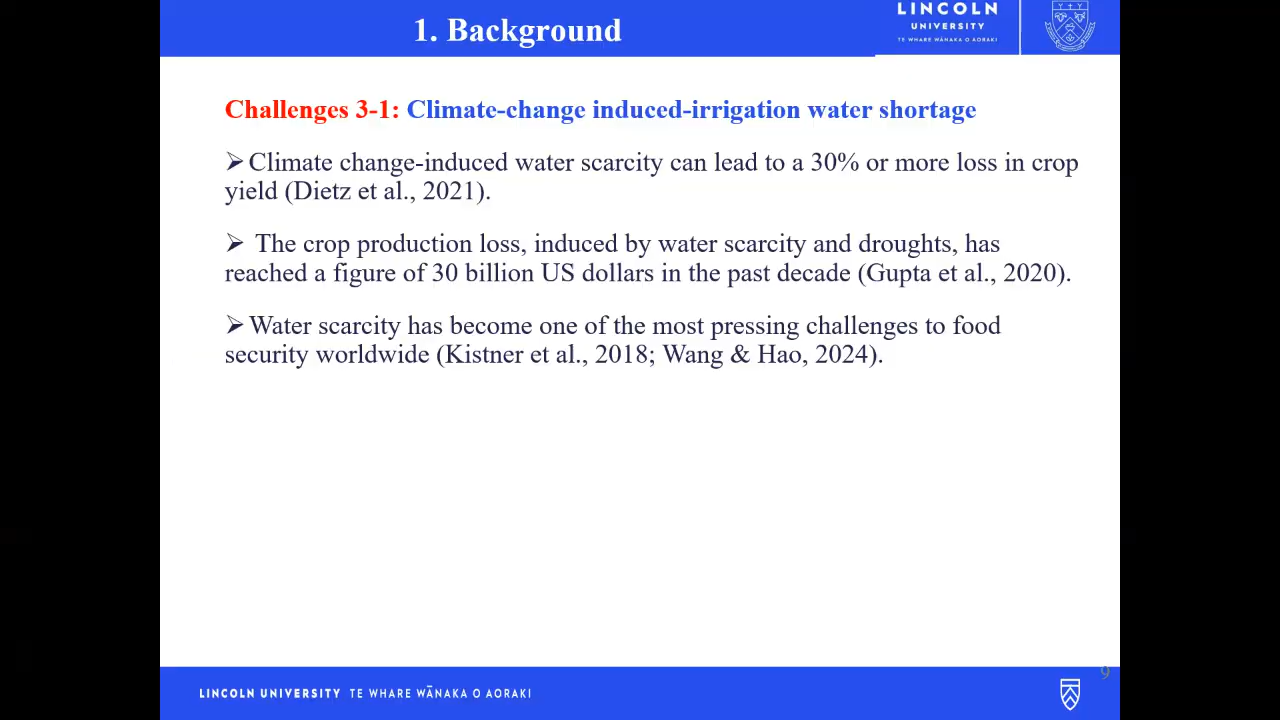 1. Background
LINCOLN
UNIVERSITY
TE WHARE WĀNAKA O AORAKI
Challenges 3-1: Climate-change induced-irrigation water shortage
➢Climate change-induced water scarcity can lead to a 30% or more loss in crop
yield (Dietz et al., 2021).
➢ The crop production loss, induced by water scarcity and droughts, has
reached a figure of 30 billion US dollars in the past decade (Gupta et al., 2020).
➢Water scarcity has become one of the most pressing challenges to food
security worldwide (Kistner et al., 2018; Wang & Hao, 2024).
9
LINCOLN UNIVERSITY TE WHARE WĀNAKA O AORAKI